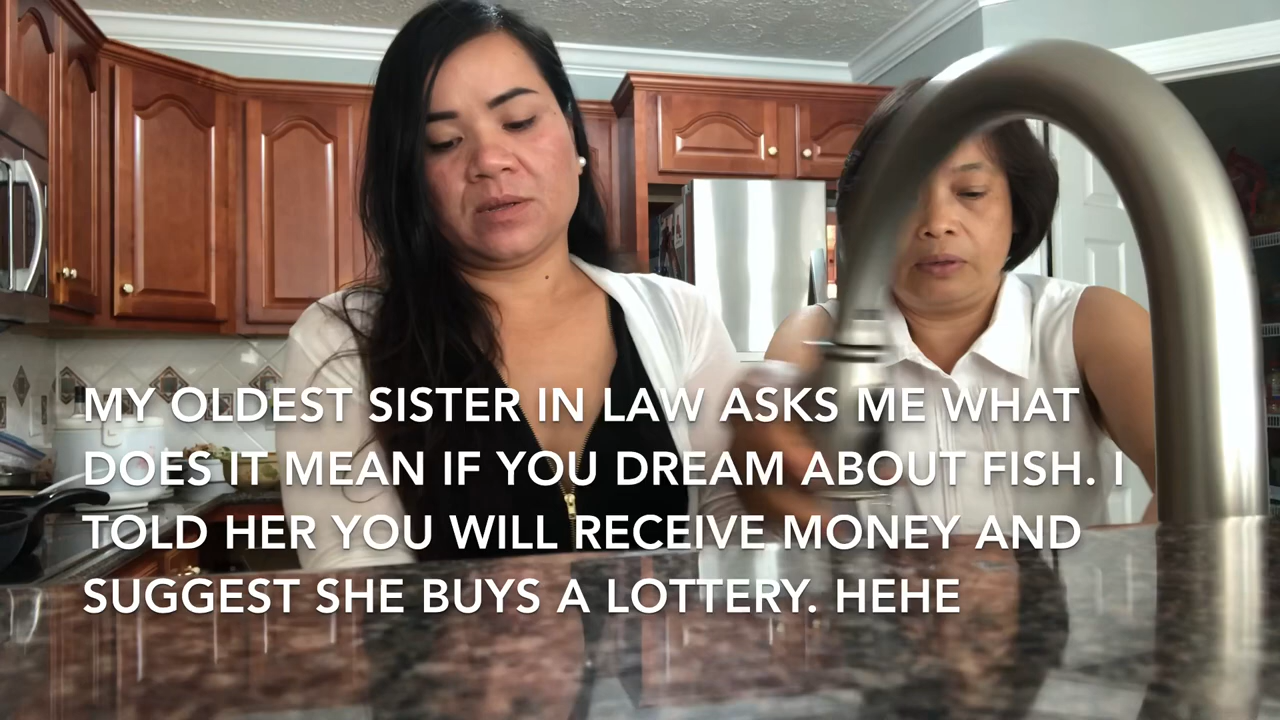 MY OLDEST SISTER IN LAW ASKS ME WHAT
DOES IT MEAN IF YOU DREAM ABOUT FISH. I
TOLD HER YOU WILL RECEIVE MONEY AND
SUGGEST SHE BUYS A LOTTERY. HEHE